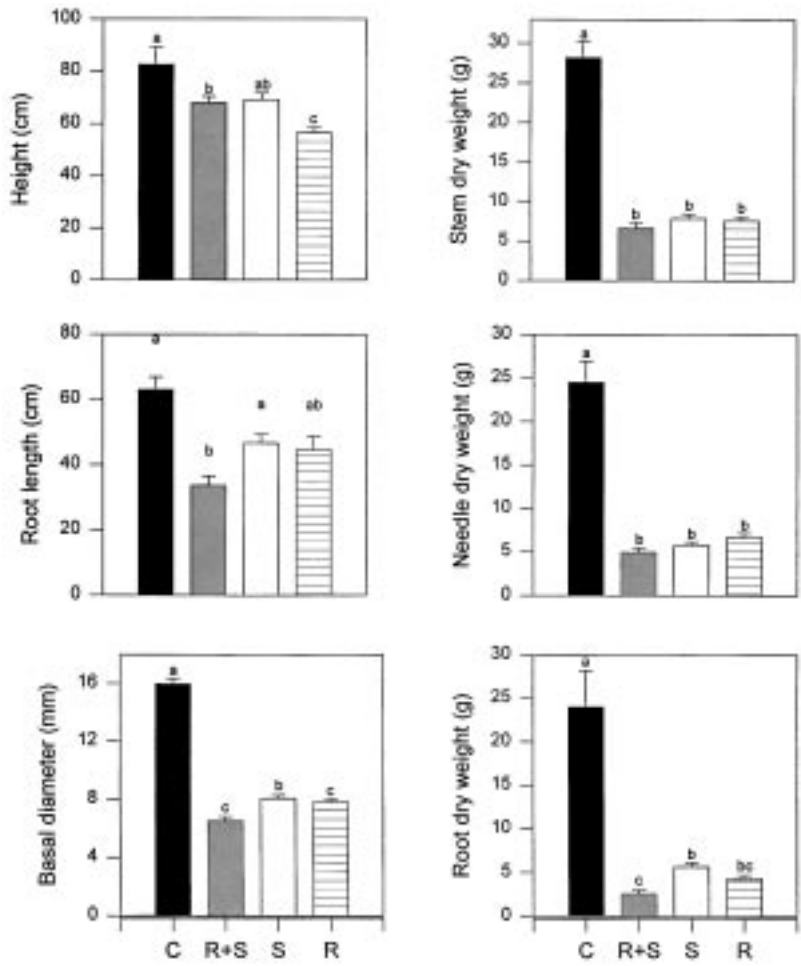 100
80
60
40
20
0
Height (cm)
a
b
ab
c
30
25
20
15
10
5
0
Stem dry weight (g)
a
b
b
b
80
60
40
20
0
Root length (cm)
a
b
a
ab
30
25
20
15
10
5
0
Needle dry weight (g)
a
b
b
b
16
12
8
4
0
Basal diameter (mm)
a
c
b
c
C R+S S R
30
25
20
15
10
5
0
Root dry weight (g)
a
c
b
bc
C R+S S R